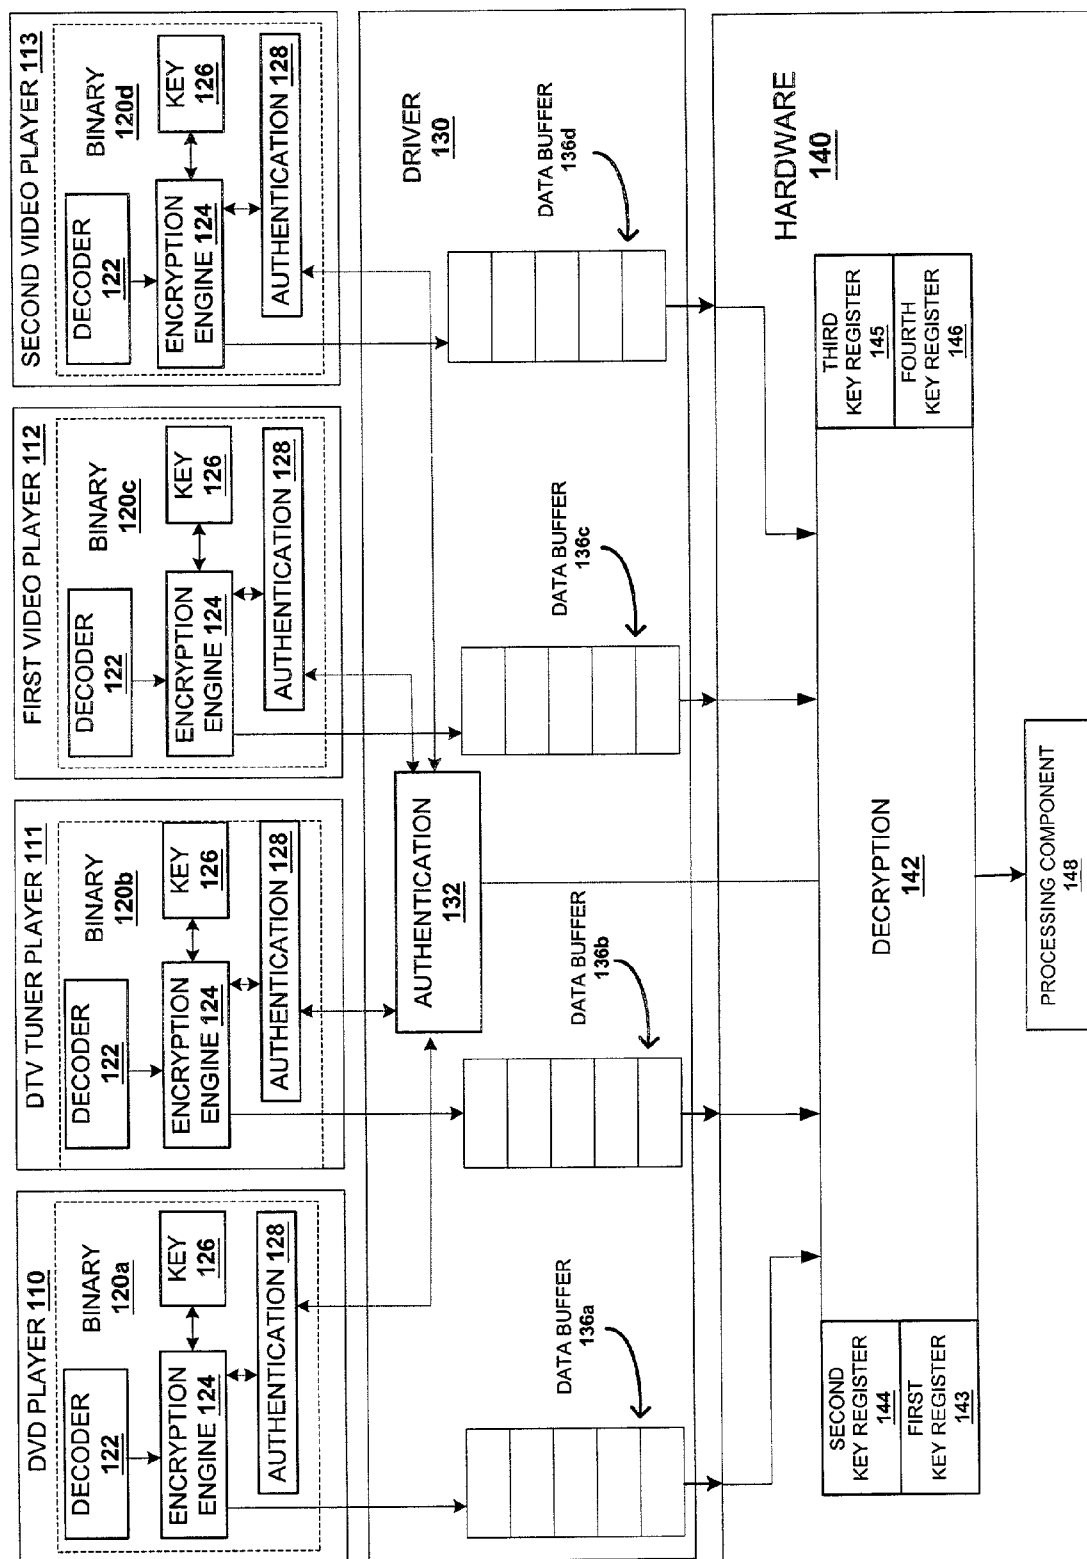 DVD PLAYER 110
BINARY
120a
DECODER
122
ENCRYPTION
ENGINE 124
KEY
126
AUTHENTICATION 128
DTV TUNER PLAYER 111
BINARY
120b
DECODER
122
ENCRYPTION
ENGINE 124
KEY
126
AUTHENTICATION 128
FIRST VIDEO PLAYER 112
BINARY
120c
DECODER
122
ENCRYPTION
ENGINE 124
KEY
126
AUTHENTICATION 128
SECOND VIDEO PLAYER 113
BINARY
120d
DECODER
122
ENCRYPTION
ENGINE 124
KEY
126
AUTHENTICATION 128
DRIVER
130
AUTHENTICATION
132
DATA BUFFER
136a
DATA BUFFER
136b
DATA BUFFER
136c
DATA BUFFER
136d
HARDWARE
140
SECOND
KEY REGISTER
144
FIRST
KEY REGISTER
143
DECRYPTION
142
THIRD
KEY REGISTER
145
FOURTH
KEY REGISTER
146
PROCESSING COMPONENT
148